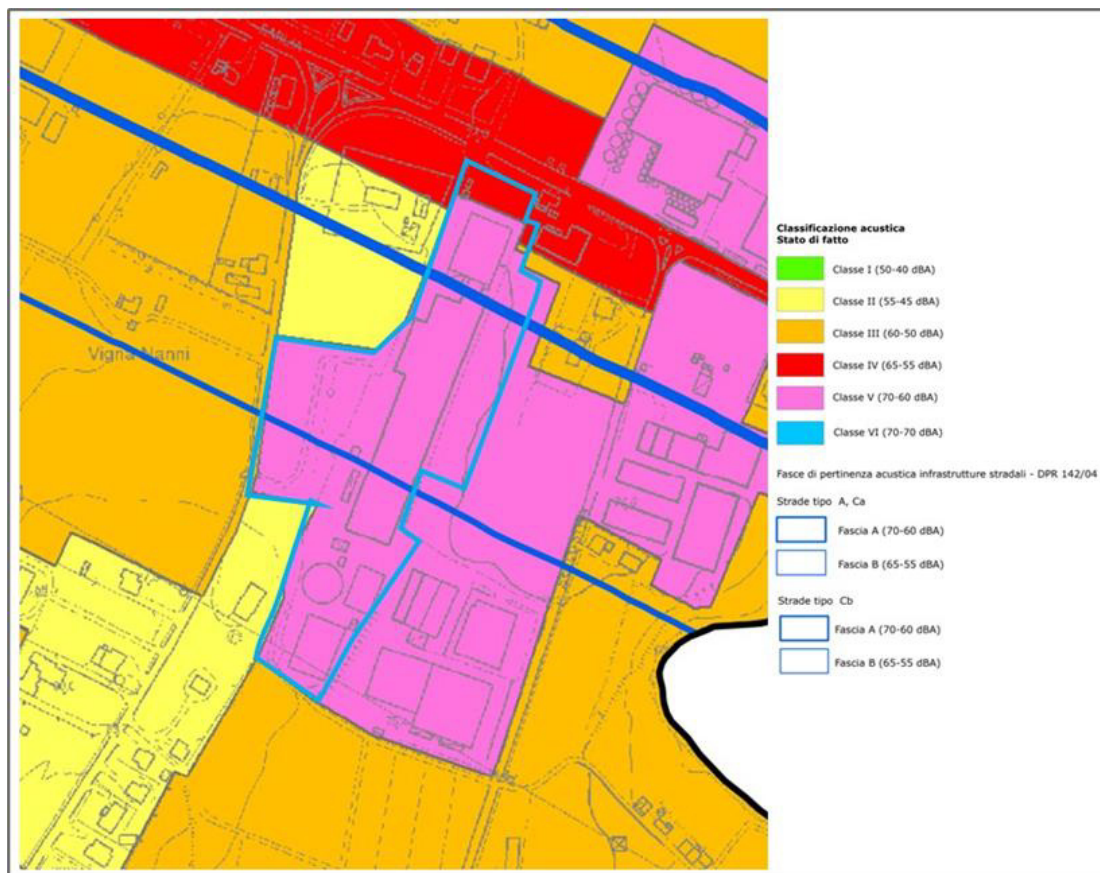 Vigna Nanni
Classificazione acustica
Stato di fatto
Classe I (50-40 dBA)
Classe II (55-45 dBA)
Classe III (60-50 dBA)
Classe IV (65-55 dBA)
Classe V (70-60 dBA)
Classe VI (70-70 dBA)
Fasce di pertinenza acustica infrastrutture stradali - DPR 142/04
Strade tipo A, Ca
Fascia A (70-60 dBA)
Fascia B (65-55 dBA)
Strade tipo Cb
Fascia A (70-60 dBA)
Fascia B (65-55 dBA)